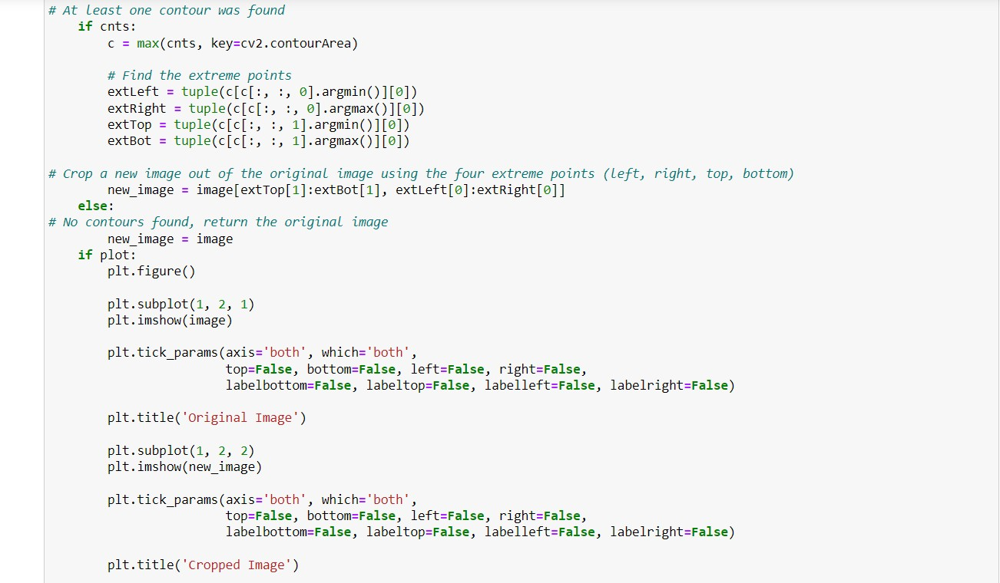 # At least one contour was found
    if cnts:
        c = max(cnts, key=cv2.contourArea)

        # Find the extreme points
        extLeft = tuple(c[c[:, :, 0].argmin()][0])
        extRight = tuple(c[c[:, :, 0].argmax()][0])
        extTop = tuple(c[c[:, :, 1].argmin()][0])
        extBot = tuple(c[c[:, :, 1].argmax()][0])

# Crop a new image out of the original image using the four extreme points (left, right, top, bottom)
        new_image = image[extTop[1]:extBot[1], extLeft[0]:extRight[0]]
    else:
# No contours found, return the original image
        new_image = image
    if plot:
        plt.figure()

        plt.subplot(1, 2, 1)
        plt.imshow(image)

        plt.tick_params(axis='both', which='both',
                        top=False, bottom=False, left=False, right=False,
                        labelbottom=False, labeltop=False, labelleft=False, labelright=False)

        plt.title('Original Image')

        plt.subplot(1, 2, 2)
        plt.imshow(new_image)

        plt.tick_params(axis='both', which='both',
                        top=False, bottom=False, left=False, right=False,
                        labelbottom=False, labeltop=False, labelleft=False, labelright=False)

        plt.title('Cropped Image')